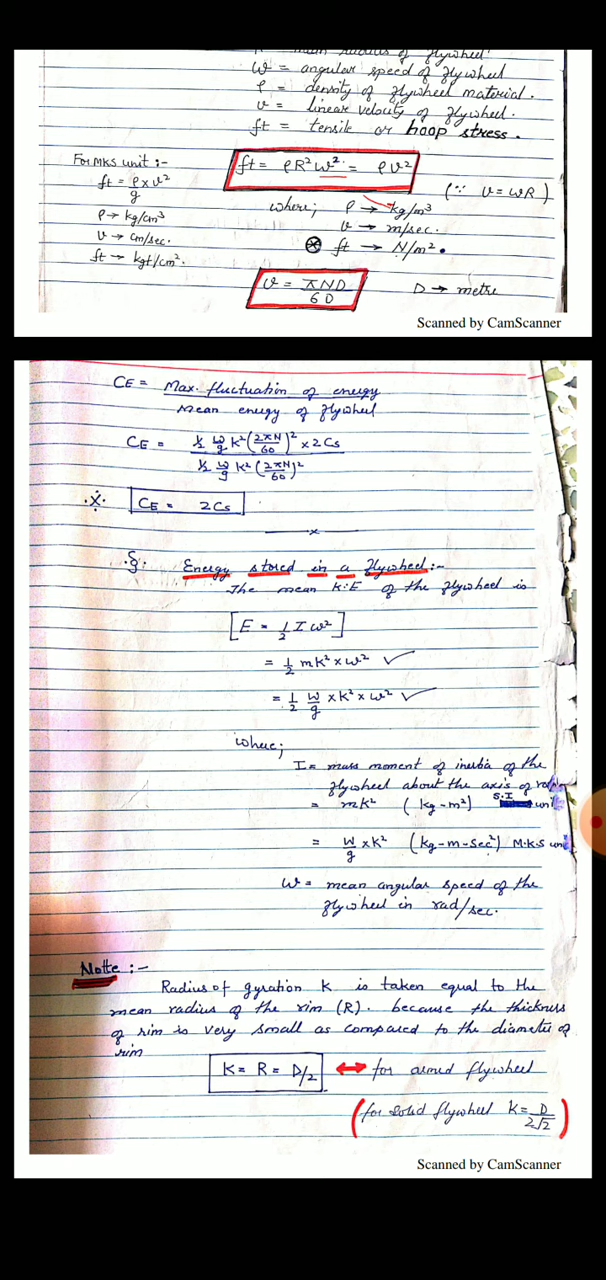 mean radius of flywheel
ω = angular speed of flywheel
ρ = density of flywheel material.
v = linear velocity of flywheel.
ft = tensile or hoop stress.
For MKS unit :-
ft = ρ x v²/g
ρ → kg/cm³
v → cm/sec.
ft → kgf/cm².
ft = ρR²ω² = ρv²
(∵ v = ωR)
where; ρ → kg/m³
v → m/sec.
ft → N/m².
v = πND/60
D → metre
Scanned by CamScanner
CE = Max. fluctuation of energy
Mean energy of flywheel
CE = ½ W/g K² (2πN/60)² x 2Cs
½ W/g K² (2πN/60)²
CE = 2Cs
x
§. Energy stored in a flywheel:-
The mean K.E of the flywheel is
[E = ½ I ω²]
= ½ mK² x ω² ✓
= ½ W/g x K² x ω² ✓
where;
I = mass moment of inertia of the
flywheel about the axis of
= mK² (kg-m²) S.I unit
= W/g x K² (kg-m-sec²) M.K.S unit
ω = mean angular speed of the
flywheel in rad/sec.
Notte :-
Radius of gyration K is taken equal to the
mean radius of the rim (R). because the thickness
of rim is very small as compared to the diameter of
rim
K = R = D/2 ↔ for armed flywheel
(for solid flywheel K = D/2√2)
Scanned by CamScanner